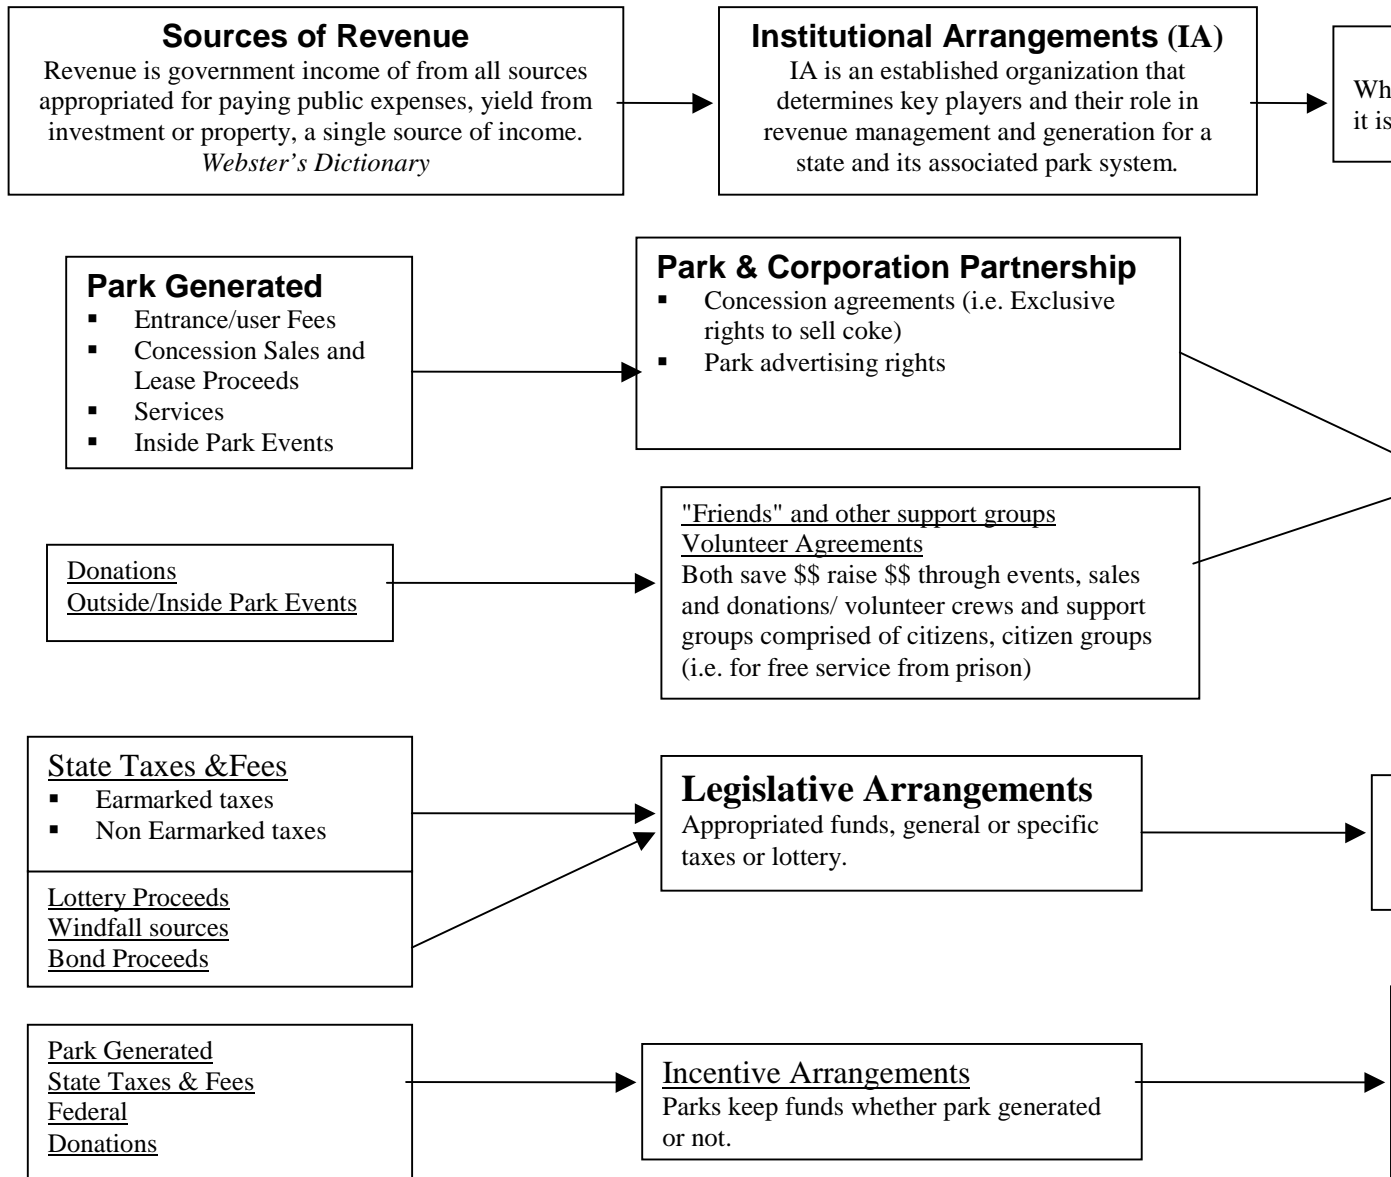 Sources of Revenue
Revenue is government income of from all sources
appropriated for paying public expenses, yield from
investment or property, a single source of income.
Webster's Dictionary
Institutional Arrangements (IA)
IA is an established organization that
determines key players and their role in
revenue management and generation for a
state and its associated park system.
Wh
it is
Park Generated
▪ Entrance/user Fees
▪ Concession Sales and
Lease Proceeds
▪ Services
▪ Inside Park Events
Park & Corporation Partnership
▪ Concession agreements (i.e. Exclusive
rights to sell coke)
▪ Park advertising rights
Donations
Outside/Inside Park Events
"Friends" and other support groups
Volunteer Agreements
Both save $$ raise $$ through events, sales
and donations/ volunteer crews and support
groups comprised of citizens, citizen groups
(i.e. for free service from prison)
State Taxes &Fees
▪ Earmarked taxes
▪ Non Earmarked taxes
Lottery Proceeds
Windfall sources
Bond Proceeds
Legislative Arrangements
Appropriated funds, general or specific
taxes or lottery.
Park Generated
State Taxes & Fees
Federal
Donations
Incentive Arrangements
Parks keep funds whether park generated
or not.